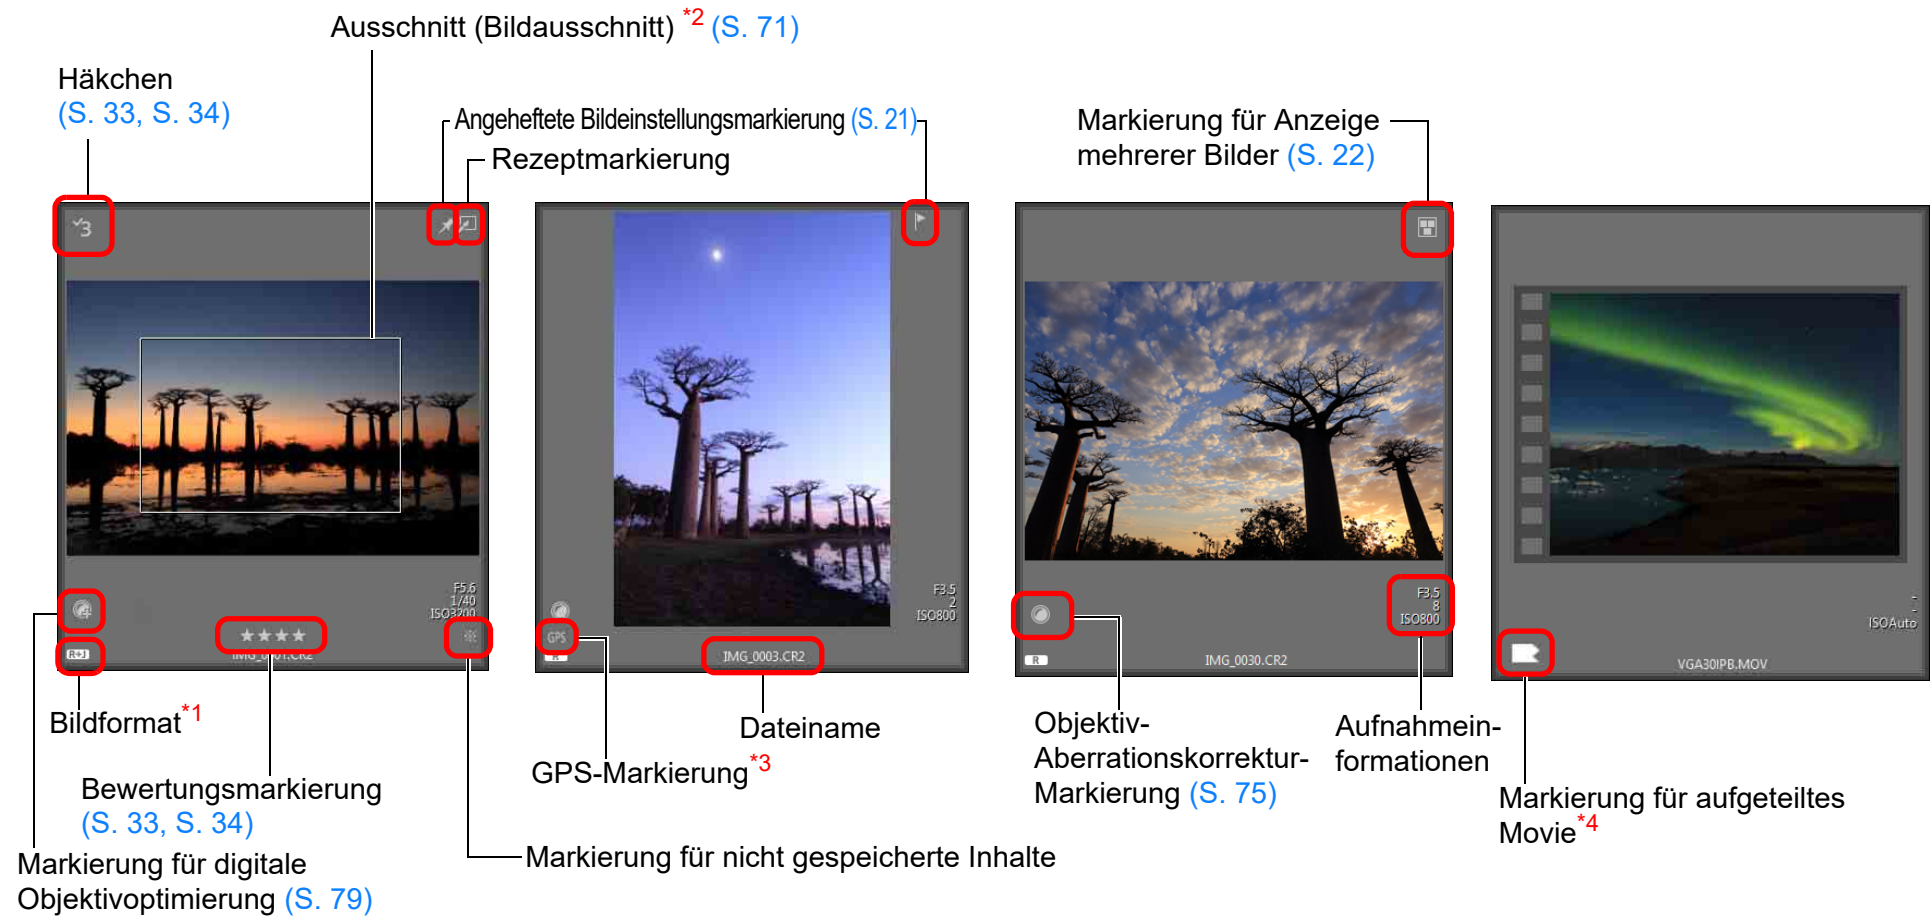 Ausschnitt (Bildausschnitt) *2 (S. 71)
Häkchen
(S. 33, S. 34)
Angeheftete Bildeinstellungsmarkierung (S. 21)
Rezeptmarkierung
Markierung für Anzeige
mehrerer Bilder (S. 22)
3
F5.6
1/40
ISO3200
R+J
IMG_0001.CR2
F3.5
2
ISO800
GPS
R
IMG_0003.CR2
F3.5
8
ISO800
R
IMG_0030.CR2
-
-
ISOAuto
VGA30IPB.MOV
Bildformat*1
Bewertungsmarkierung
(S. 33, S. 34)
Markierung für digitale
Objektivoptimierung (S. 79)
Markierung für nicht gespeicherte Inhalte
GPS-Markierung*3
Dateiname
Objektiv-
Aberrationskorrektur-
Markierung (S. 75)
Aufnahmein-
formationen
Markierung für aufgeteiltes
Movie*4